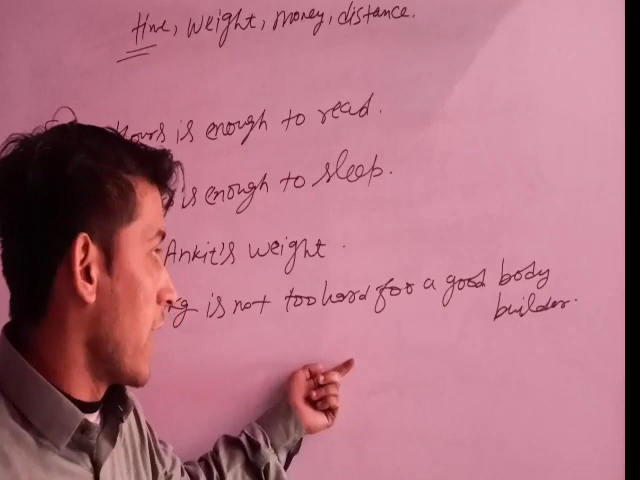 time, weight, money, distance.
hours is enough to read.
is enough to sleep.
Ankit's weight.
kg is not too hard for a good body
builder.